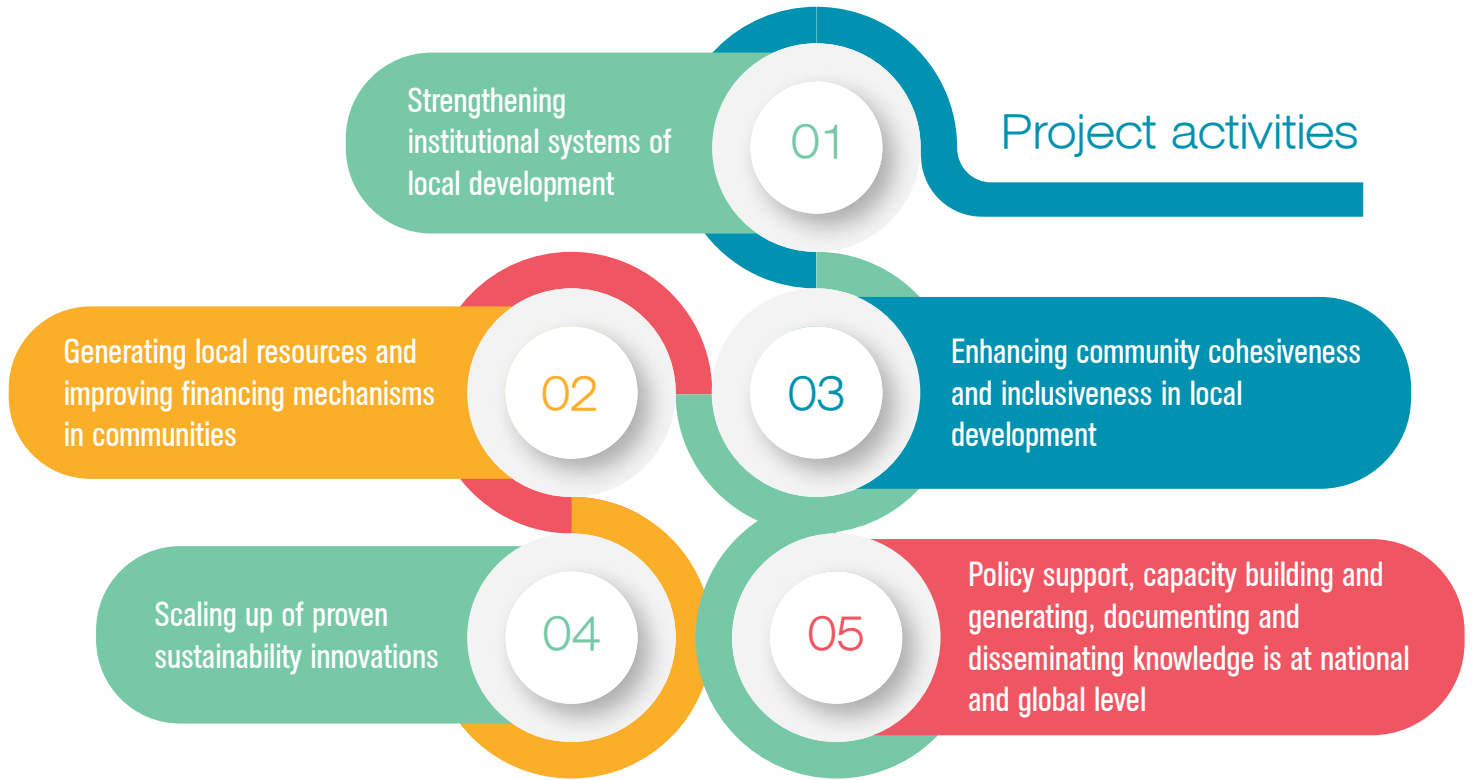 Project activities
01
Strengthening
institutional systems of
local development
02
Generating local resources and
improving financing mechanisms
in communities
03
Enhancing community cohesiveness
and inclusiveness in local
development
04
Scaling up of proven
sustainability innovations
05
Policy support, capacity building and
generating, documenting and
disseminating knowledge is at national
and global level